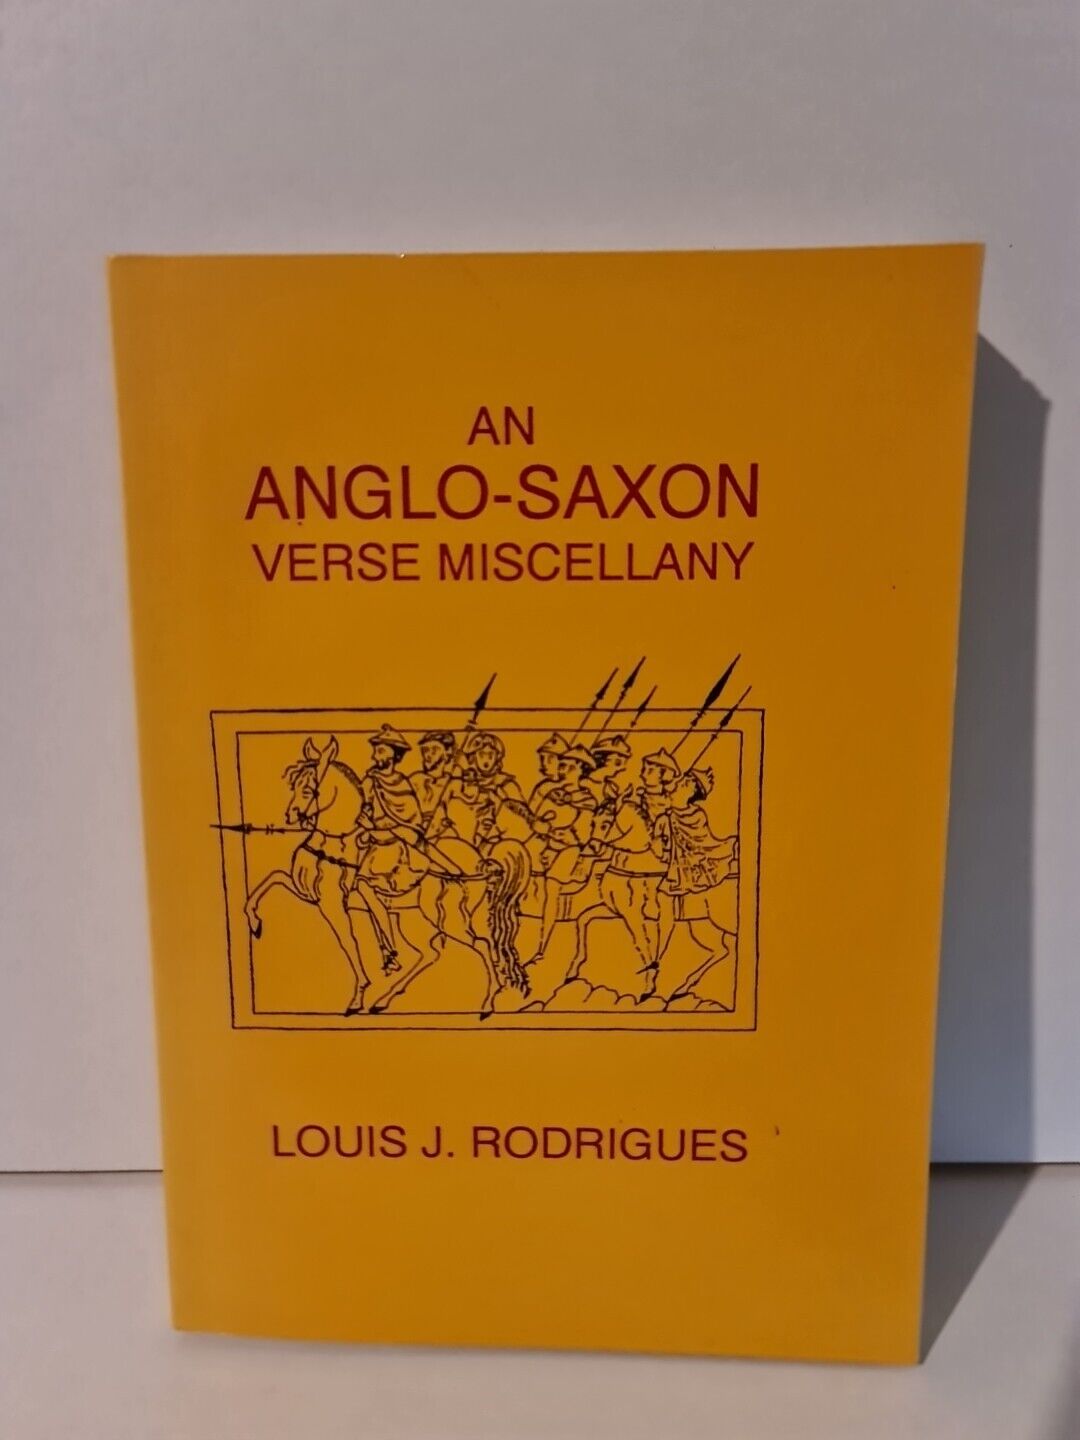 AN
ANGLO-SAXON
VERSE MISCELLANY
LOUIS J. RODRIGUES